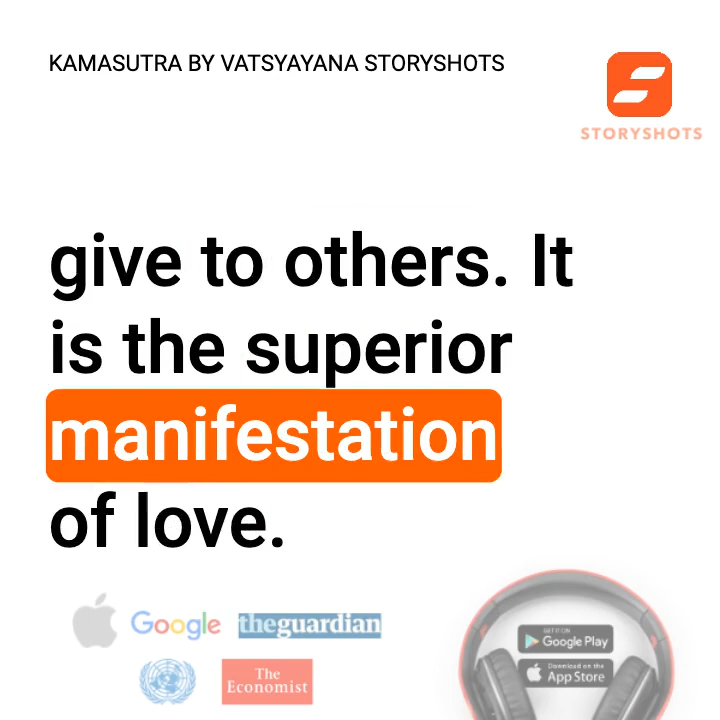 KAMASUTRA BY VATSYAYANA STORYSHOTS
STORYSHOTS
give to others. It
is the superior
manifestation
of love.
Google
theguardian
The
Economist
GET IT ON
Google Play
Download on the
App Store